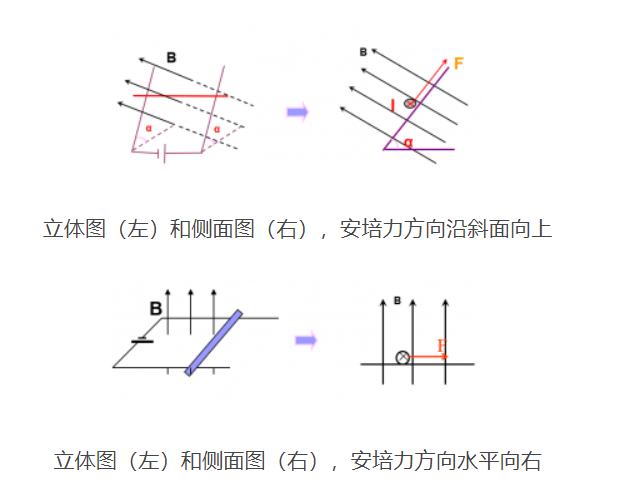 B
α α
B F
I
α
立体图（左）和侧面图（右），安培力方向沿斜面向上
B
B
F
立体图（左）和侧面图（右），安培力方向水平向右